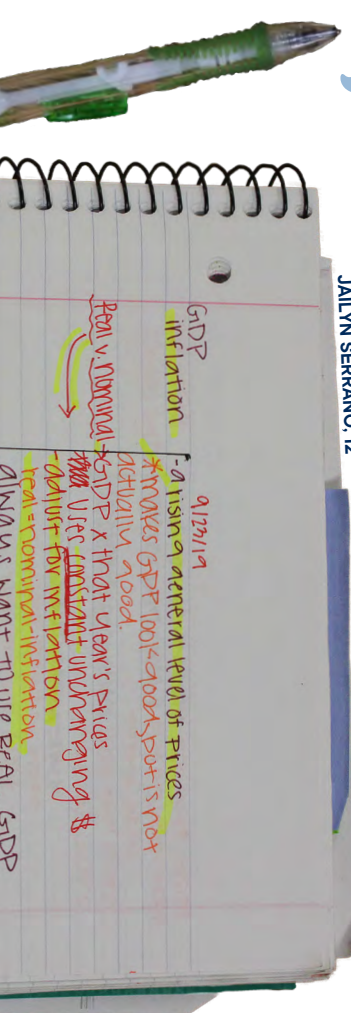 JAILYN SERRANO, 12
9/23/19
GDP
inflation - a rising general level of prices
*makes GDP look good, but is not
actually good.
Real v. nominal → GDP x that year's prices
uses constant unchanging $
-adjust for inflation
-real = nominal - inflation
always want to use REAL GDP